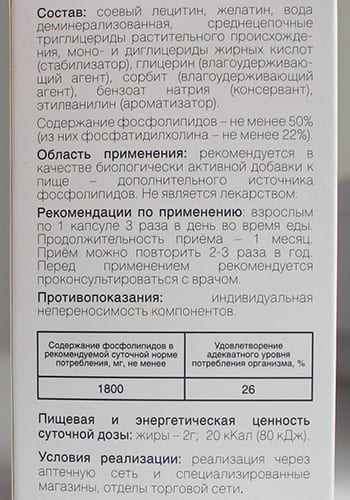 Состав: соевый лецитин, желатин, вода
деминерализованная, среднецепочные
триглицериды растительного происхожде-
ния, моно- и диглицериды жирных кислот
(стабилизатор), глицерин (влагоудерживаю-
щий агент), сорбит (влагоудерживающий
агент), бензоат натрия (консервант),
этилванилин (ароматизатор).
Содержание фосфолипидов – не менее 50%
(из них фосфатидилхолина – не менее 22%).
Область применения: рекомендуется в
качестве биологически активной добавки к
пище – дополнительного источника
фосфолипидов. Не является лекарством.
Рекомендации по применению: взрослым
по 1 капсуле 3 раза в день во время еды.
Продолжительность приёма – 1 месяц.
Приём можно повторить 2-3 раза в год.
Перед применением рекомендуется
проконсультироваться с врачом.
Противопоказания: индивидуальная
непереносимость компонентов.
Содержание фосфолипидов в
рекомендуемой суточной норме
потребления, мг, не менее
Удовлетворение
адекватного уровня
потребления организма, %
1800
26
Пищевая и энергетическая ценность
суточной дозы: жиры – 2г; 20 кКал (80 кДж).
Условия реализации: реализация через
аптечную сеть и специализированные
магазины, отделы торговой сети.